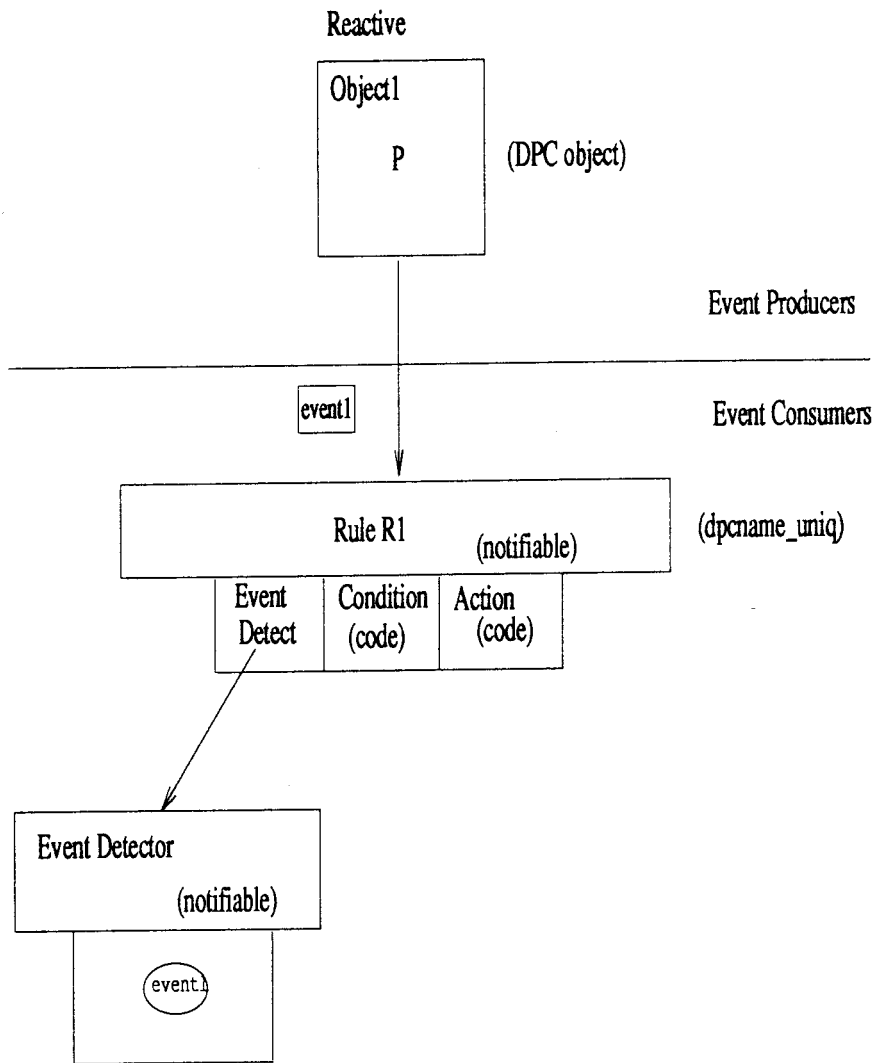 Reactive
Object1
P
(DPC object)
Event Producers
event1
Event Consumers
Rule R1
(notifiable)
(dpcname_uniq)
Event
Detect
Condition
(code)
Action
(code)
Event Detector
(notifiable)
event1